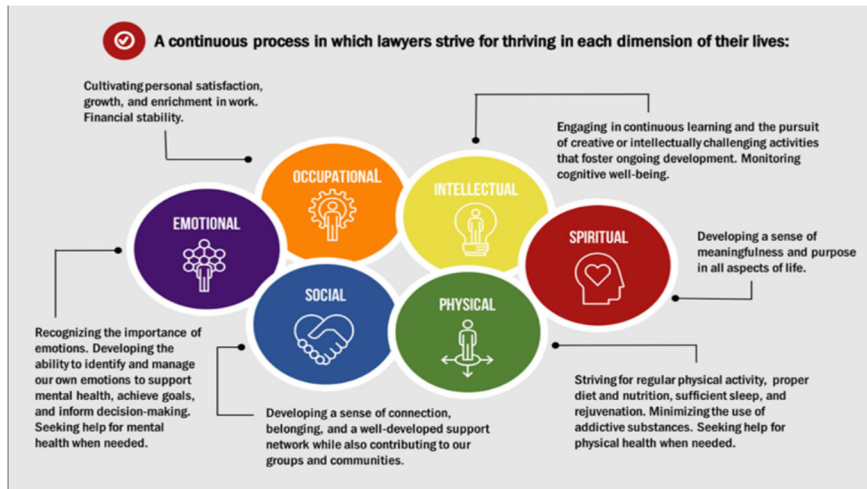 A continuous process in which lawyers strive for thriving in each dimension of their lives:
Cultivating personal satisfaction,
growth, and enrichment in work.
Financial stability.
Engaging in continuous learning and the pursuit
of creative or intellectually challenging activities
that foster ongoing development. Monitoring
cognitive well-being.
OCCUPATIONAL
INTELLECTUAL
EMOTIONAL
SPIRITUAL
Developing a sense of
meaningfulness and purpose
in all aspects of life.
SOCIAL
PHYSICAL
Recognizing the importance of
emotions. Developing the
ability to identify and manage
our own emotions to support
mental health, achieve goals,
and inform decision-making.
Seeking help for mental
health when needed.
Developing a sense of connection,
belonging, and a well-developed support
network while also contributing to our
groups and communities.
Striving for regular physical activity, proper
diet and nutrition, sufficient sleep, and
rejuvenation. Minimizing the use of
addictive substances. Seeking help for
physical health when needed.